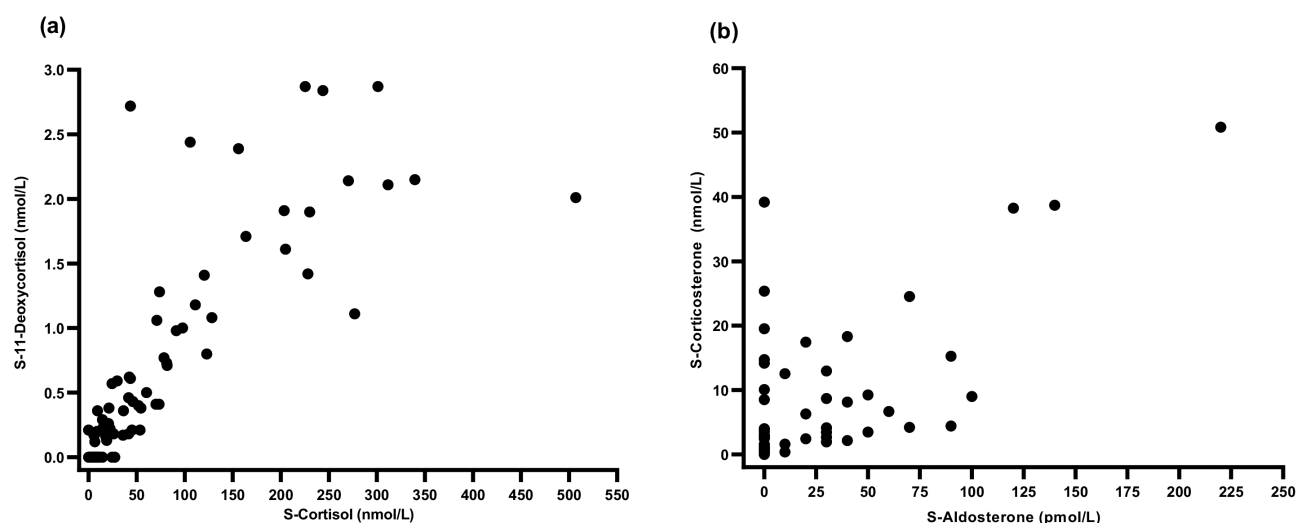 (a)
3.0
2.5
2.0
1.5
1.0
0.5
0.0
S-11-Deoxycortisol (nmol/L)
0 50 100 150 200 250 300 350 400 450 500 550
S-Cortisol (nmol/L)
(b)
60
50
40
30
20
10
0
S-Corticosterone (nmol/L)
0 25 50 75 100 125 150 175 200 225 250
S-Aldosterone (pmol/L)